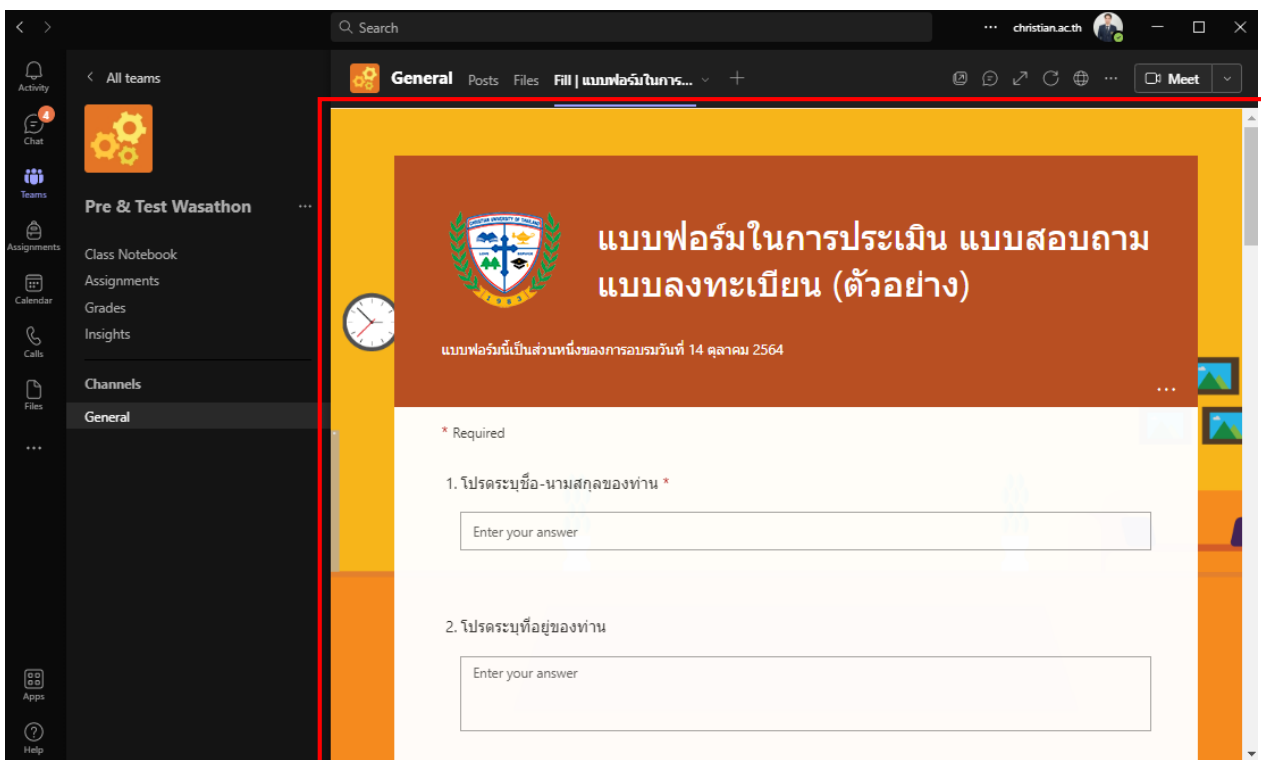 Search
christian.ac.th
Activity
All teams
General Posts Files Fill | แบบฟอร์มในการ...
Meet
4
Chat
Teams
Pre & Test Wasathon
Assignments
Class Notebook
Assignments
Calendar
Grades
Insights
Calls
Channels
Files
General
Apps
Help
CHRISTIAN UNIVERSITY OF THAILAND
1983
แบบฟอร์มในการประเมิน แบบสอบถาม
แบบลงทะเบียน (ตัวอย่าง)
แบบฟอร์มนี้เป็นส่วนหนึ่งของการอบรมวันที่ 14 ตุลาคม 2564
* Required
1. โปรดระบุชื่อ-นามสกุลของท่าน *
Enter your answer
2. โปรดระบุที่อยู่ของท่าน
Enter your answer